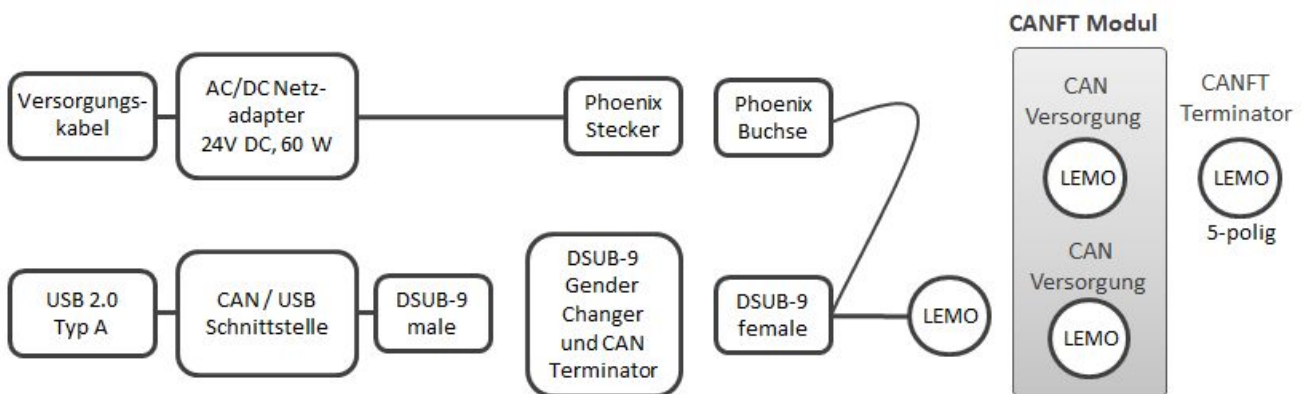 CANFT Modul
Versorgungs-
kabel
AC/DC Netz-
adapter
24V DC, 60 W
Phoenix
Stecker
Phoenix
Buchse
CAN
Versorgung
LEMO
CANFT
Terminator
LEMO
5-polig
USB 2.0
Typ A
CAN / USB
Schnittstelle
DSUB-9
male
DSUB-9
Gender
Changer
und CAN
Terminator
DSUB-9
female
LEMO
CAN
Versorgung
LEMO